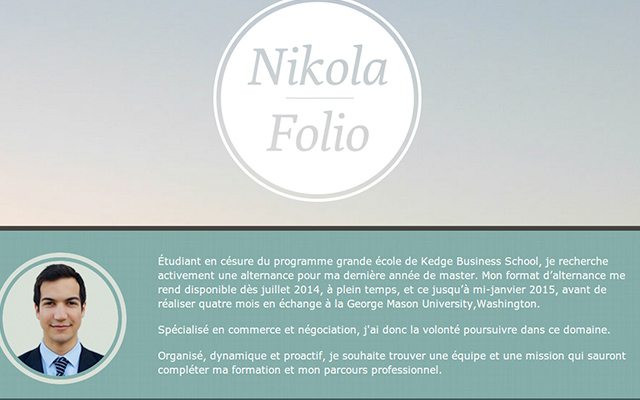 Nikola
Folio
Étudiant en césure du programme grande école de Kedge Business School, je recherche
activement une alternance pour ma dernière année de master. Mon format d'alternance me
rend disponible dès juillet 2014, à plein temps, et ce jusqu'à mi-janvier 2015, avant de
réaliser quatre mois en échange à la George Mason University,Washington.
Spécialisé en commerce et négociation, j'ai donc la volonté poursuivre dans ce domaine.
Organisé, dynamique et proactif, je souhaite trouver une équipe et une mission qui sauront
compléter ma formation et mon parcours professionnel.